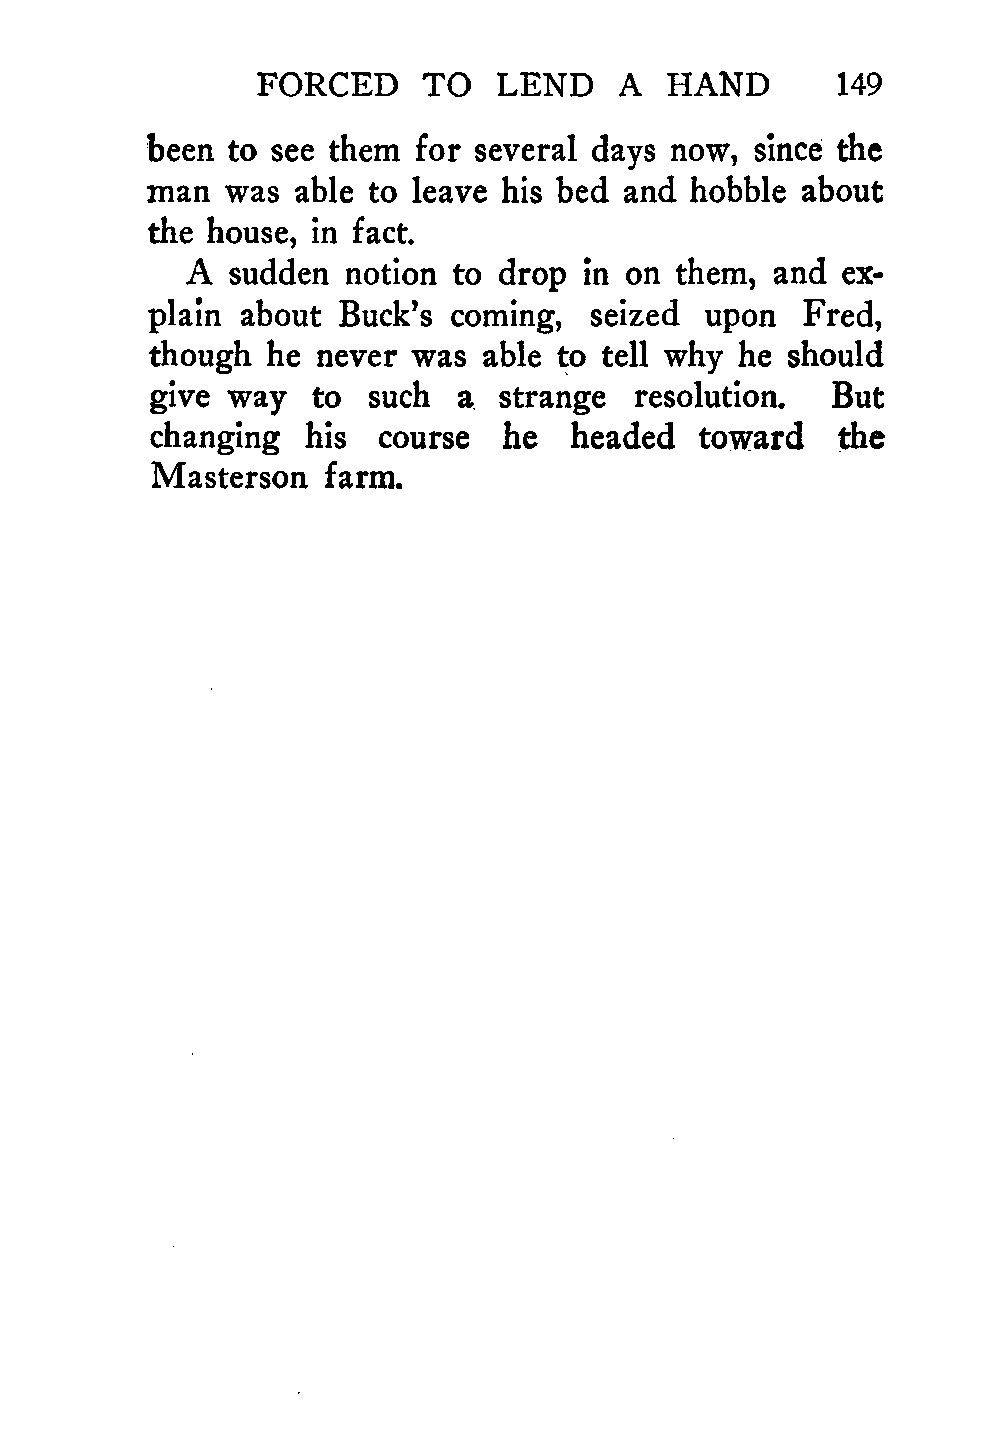 FORCED TO LEND A HAND 149
been to see them for several days now, since the
man was able to leave his bed and hobble about
the house, in fact.
A sudden notion to drop in on them, and ex-
plain about Buck's coming, seized upon Fred,
though he never was able to tell why he should
give way to such a strange resolution. But
changing his course he headed toward the
Masterson farm.